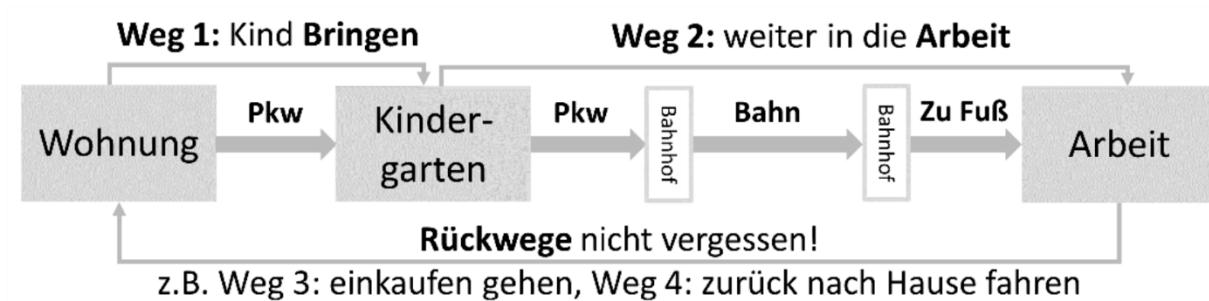 Weg 1: Kind Bringen
Weg 2: weiter in die Arbeit
Wohnung
Pkw
Kinder-
garten
Pkw
Bahnhof
Bahn
Bahnhof
Zu Fuß
Arbeit
Rückwege nicht vergessen!
z.B. Weg 3: einkaufen gehen, Weg 4: zurück nach Hause fahren